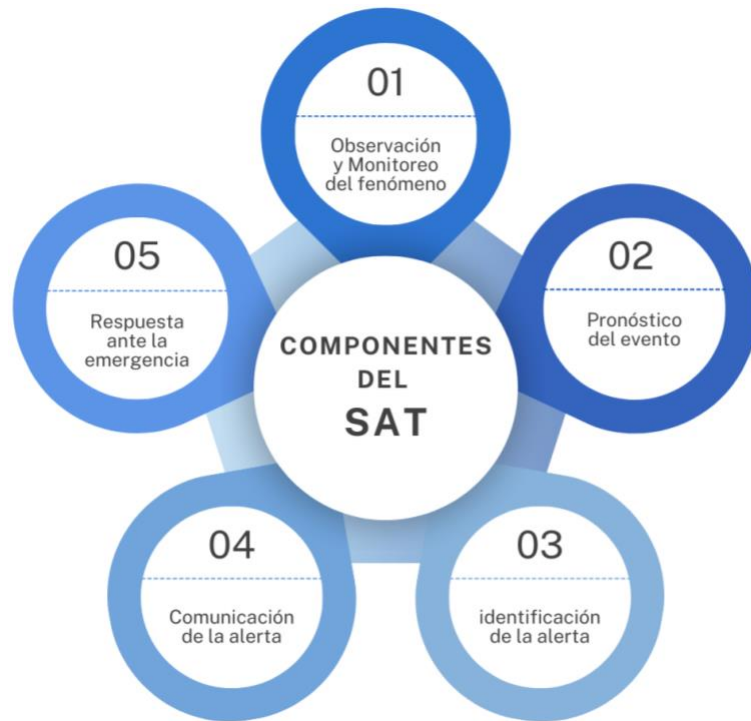 COMPONENTES
DEL
SAT
01
Observación
y Monitoreo
del fenómeno
02
Pronóstico
del evento
03
identificación
de la alerta
04
Comunicación
de la alerta
05
Respuesta
ante la
emergencia